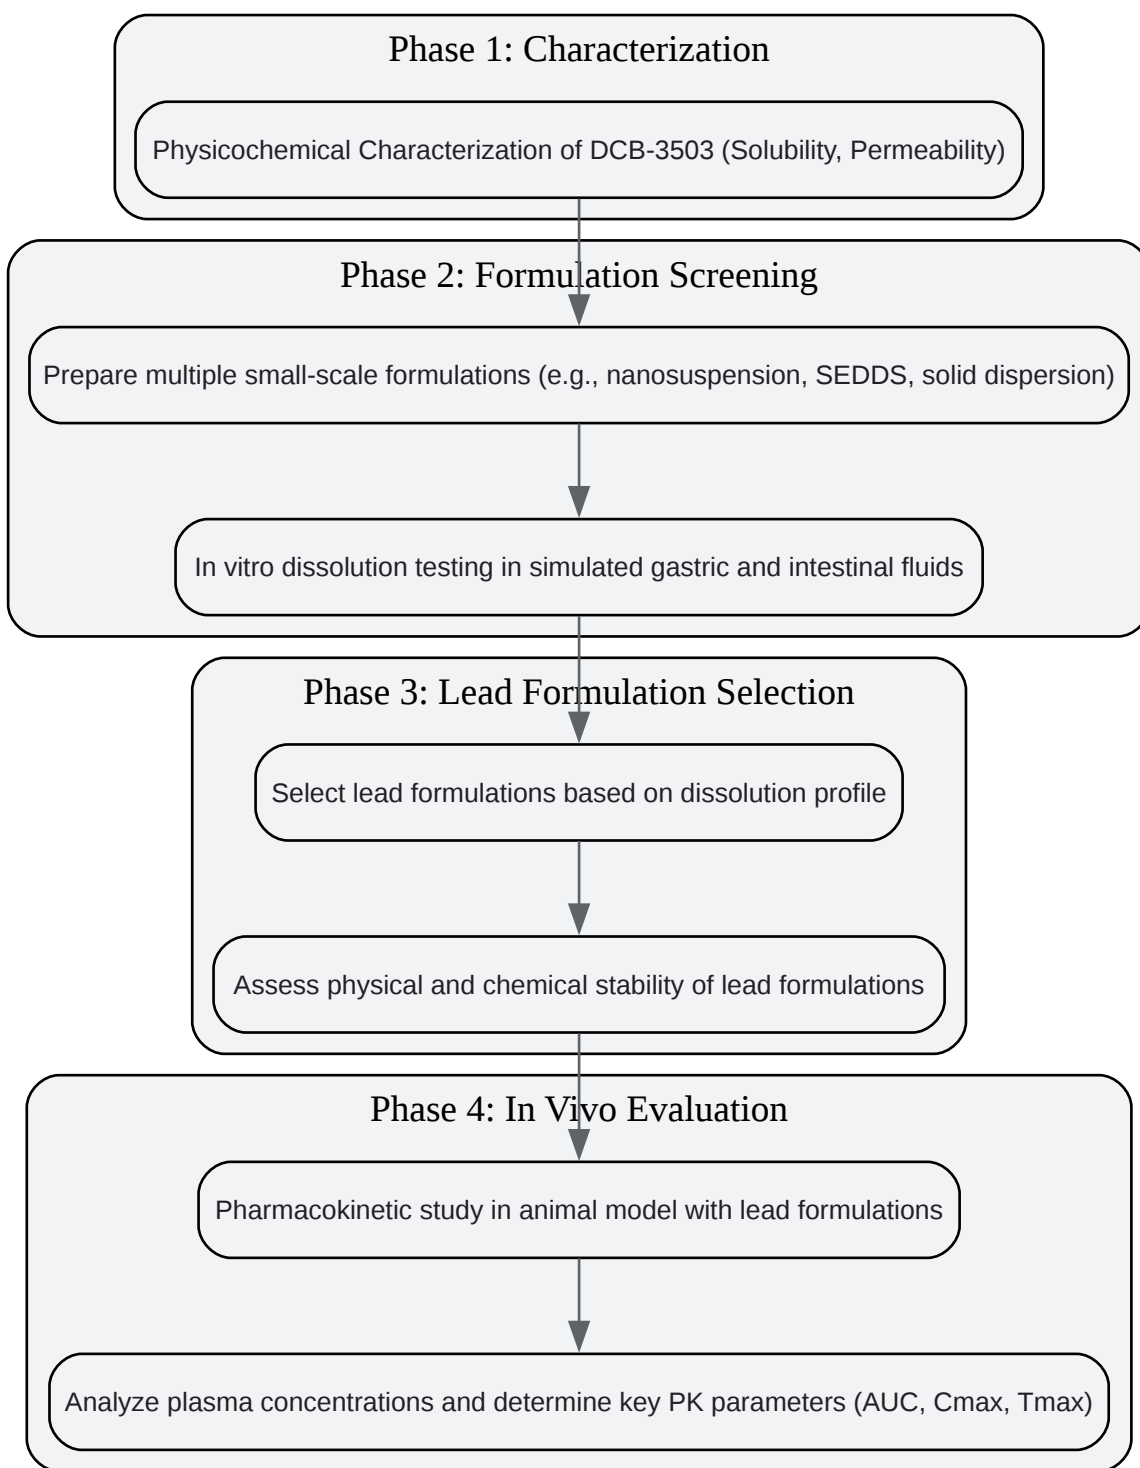 Phase 1: Characterization
Physicochemical Characterization of DCB-3503 (Solubility, Permeability)
Phase 2: Formulation Screening
Prepare multiple small-scale formulations (e.g., nanosuspension, SEDDS, solid dispersion)
In vitro dissolution testing in simulated gastric and intestinal fluids
Phase 3: Lead Formulation Selection
Select lead formulations based on dissolution profile
Assess physical and chemical stability of lead formulations
Phase 4: In Vivo Evaluation
Pharmacokinetic study in animal model with lead formulations
Analyze plasma concentrations and determine key PK parameters (AUC, Cmax, Tmax)